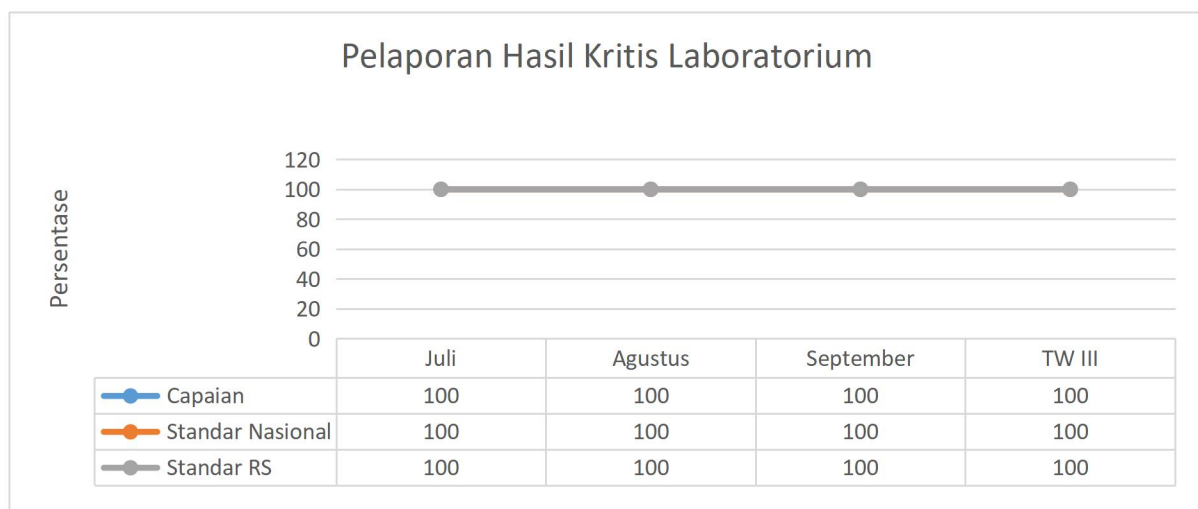 Pelaporan Hasil Kritis Laboratorium
Persentase
120
100
80
60
40
20
0
Juli Agustus September TW III
Capaian 100 100 100 100
Standar Nasional 100 100 100 100
Standar RS 100 100 100 100